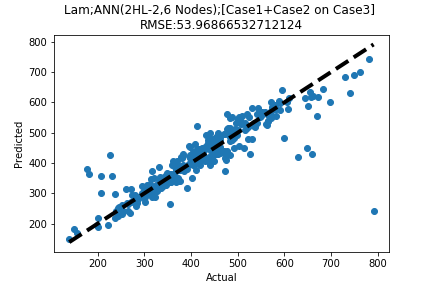 Lam;ANN(2HL-2,6 Nodes);[Case1+Case2 on Case3]
RMSE:53.96866532712124
800
700
600
500
400
300
200
Predicted
200 300 400 500 600 700 800
Actual